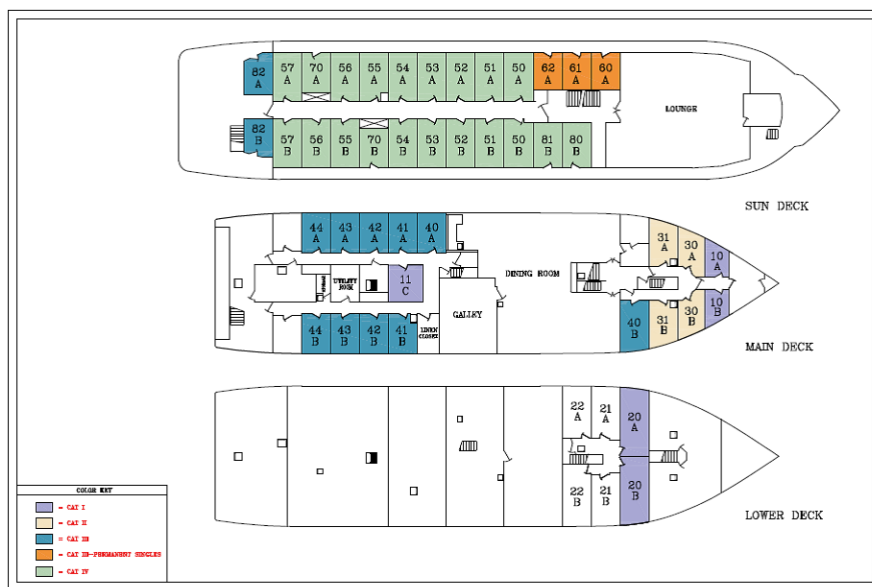 82 A
57 A
70 A
56 A
55 A
54 A
53 A
52 A
51 A
50 A
62 A
61 A
60 A
LOUNGE
82 B
57 B
56 B
55 B
70 B
54 B
53 B
52 B
51 B
50 B
81 B
80 B
SUN DECK
44 A
43 A
42 A
41 A
40 A
31 A
30 A
10 A
UTILITY ROOM
11 C
DINING ROOM
GALLEY
44 B
43 B
42 B
41 B
LINEN CLOSET
40 B
31 B
30 B
10 B
MAIN DECK
22 A
21 A
20 A
22 B
21 B
20 B
LOWER DECK
COLOR KEY
= CAT I
= CAT II
= CAT III
= CAT III-PERMANENT SINGLES
= CAT IV